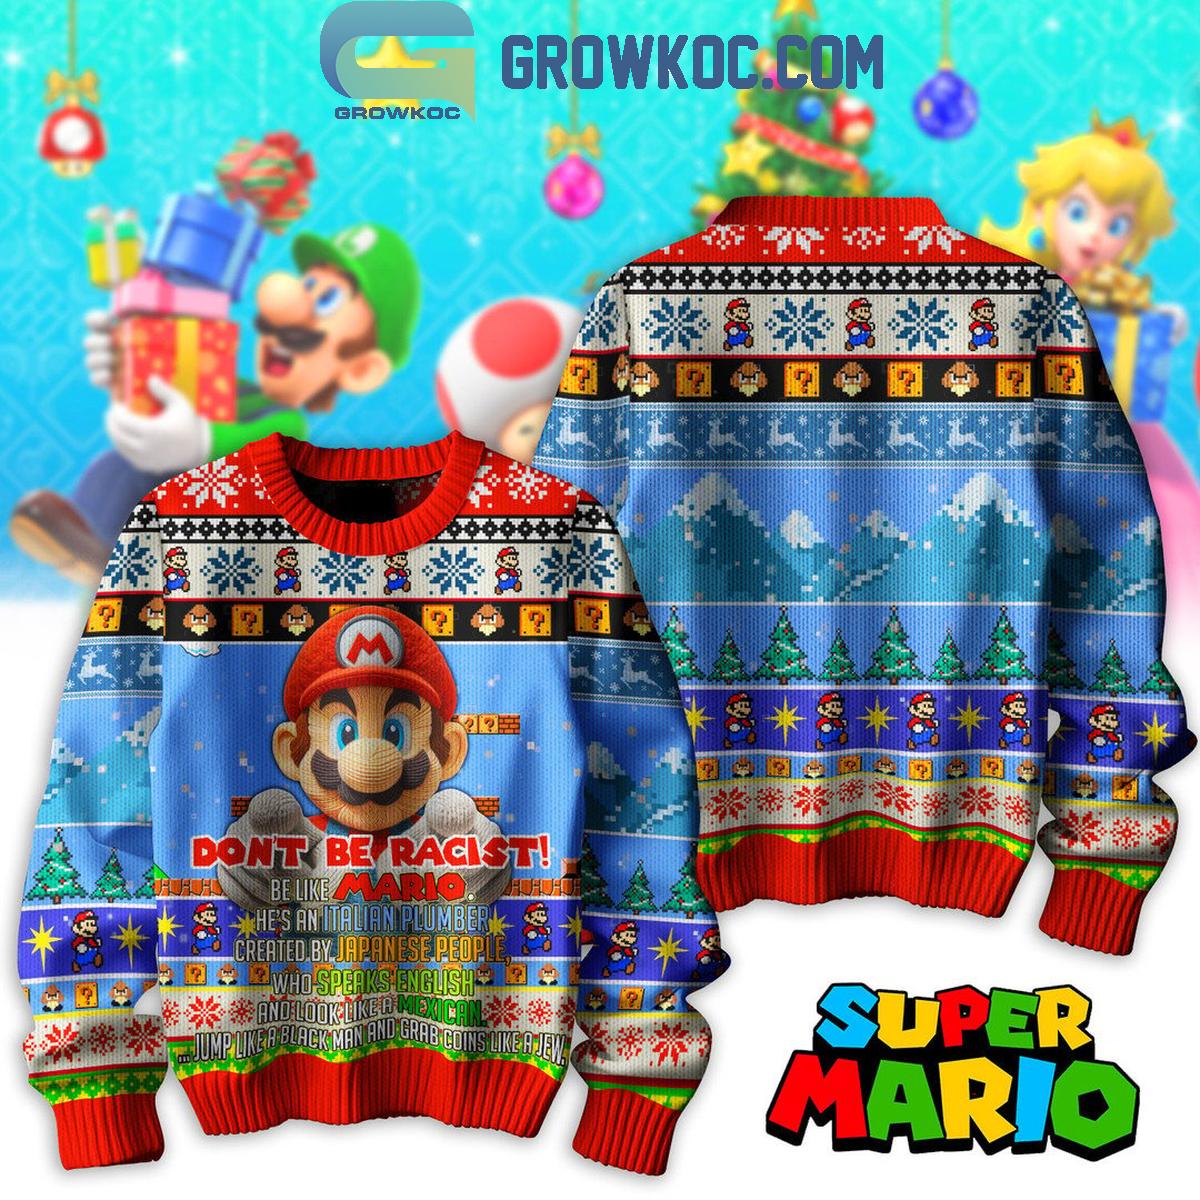 GROWKOC
GROWKOC.COM
M
DON'T BE RACIST!
BE LIKE MARIO.
HE'S AN ITALIAN PLUMBER
CREATED BY JAPANESE PEOPLE,
WHO SPEAKS ENGLISH
AND LOOK LIKE A MEXICAN.
... JUMP LIKE A BLACK MAN AND GRAB COINS LIKE A JEW.
SUPER
MARIO